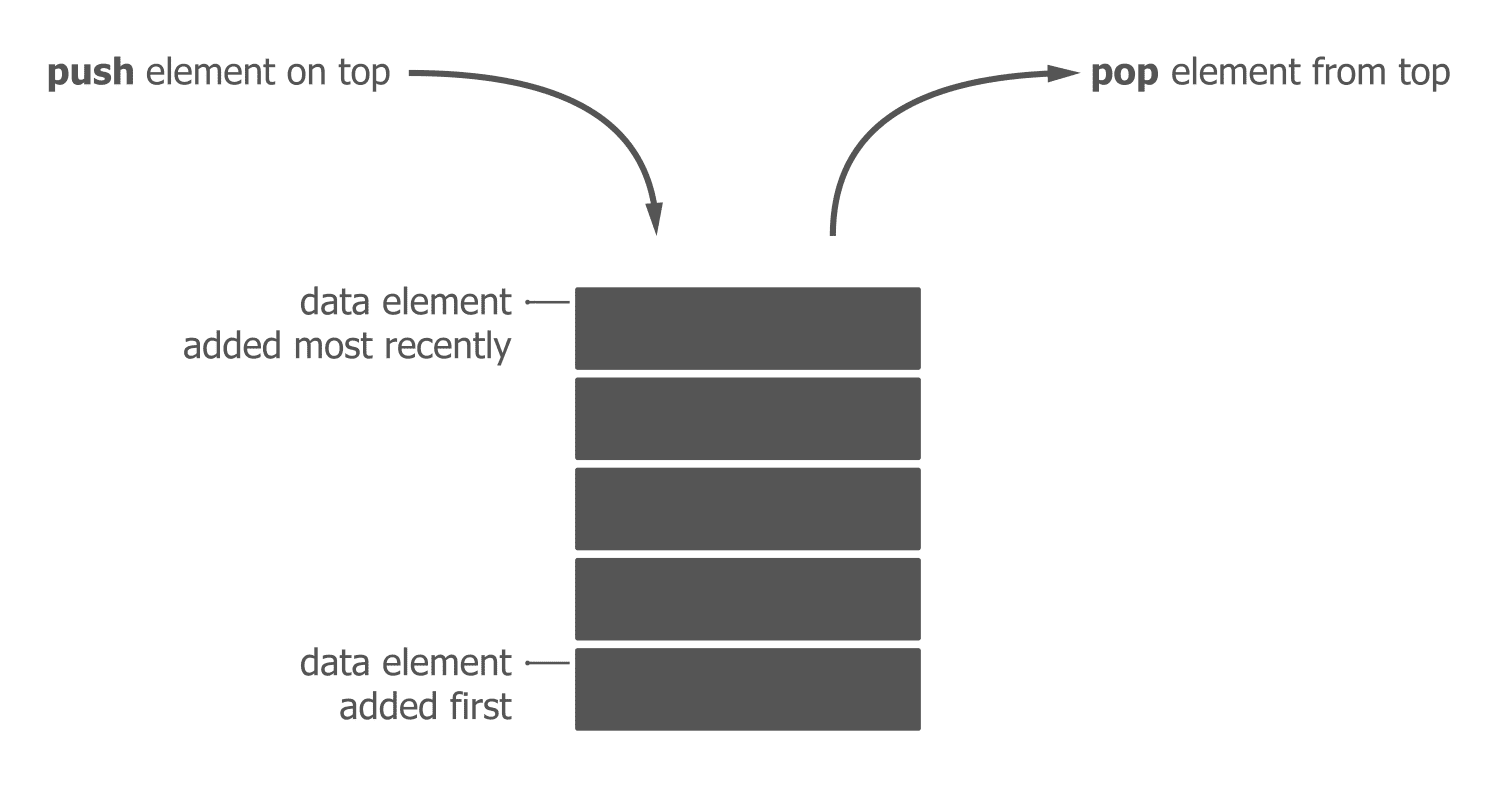 push element on top
pop element from top
data element
added most recently
data element
added first